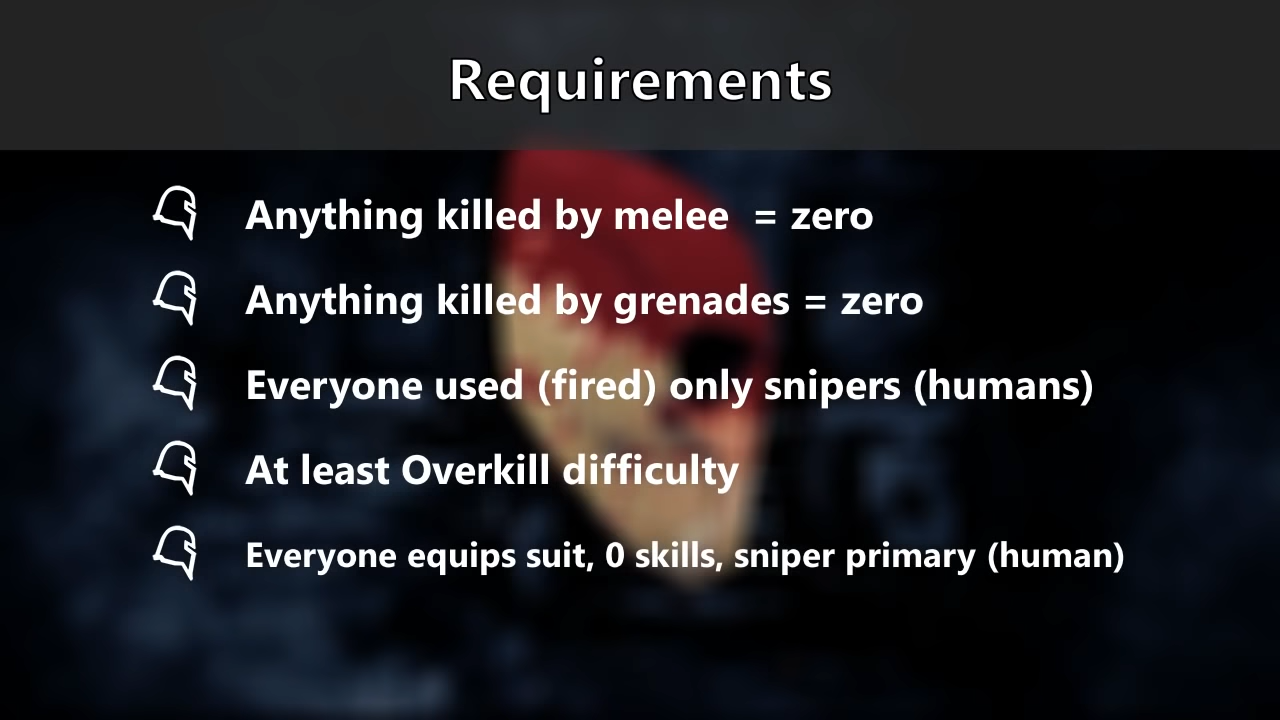 Requirements
Anything killed by melee  = zero
Anything killed by grenades = zero
Everyone used (fired) only snipers (humans)
At least Overkill difficulty
Everyone equips suit, 0 skills, sniper primary (human)